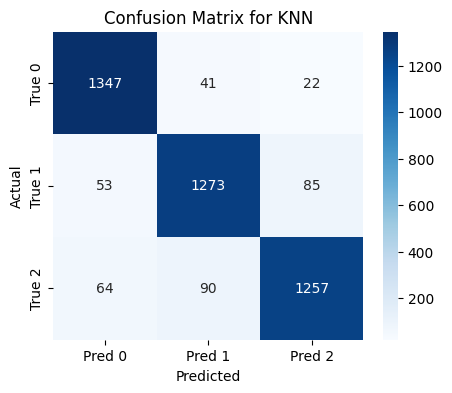 Confusion Matrix for KNN
Actual
True 0
1347 41 22
True 1
53 1273 85
True 2
64 90 1257
Pred 0 Pred 1 Pred 2
Predicted
1200
1000
800
600
400
200